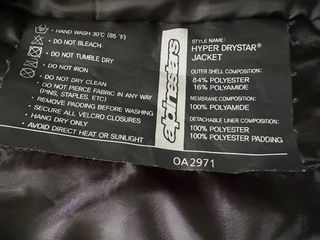 • HAND WASH 30°C (85 °F)
• DO NOT BLEACH
• DO NOT TUMBLE DRY
• DO NOT IRON
• DO NOT DRY CLEAN
DO NOT PIERCE FABRIC IN ANY WAY
(PINS, STAPLES, ETC)
• REMOVE PADDING BEFORE WASHING
• SECURE ALL VELCRO CLOSURES
• HANG DRY ONLY
• AVOID DIRECT HEAT OR SUNLIGHT
alpinestars
STYLE NAME:
HYPER DRYSTAR®
JACKET
OUTER SHELL COMPOSITION:
84% POLYESTER
16% POLYAMIDE
MEMBRANE COMPOSITION:
100% POLYESTER
DETACHABLE LINER COMPOSITION:
100% POLYESTER
100% POLYESTER PADDING
OA2971